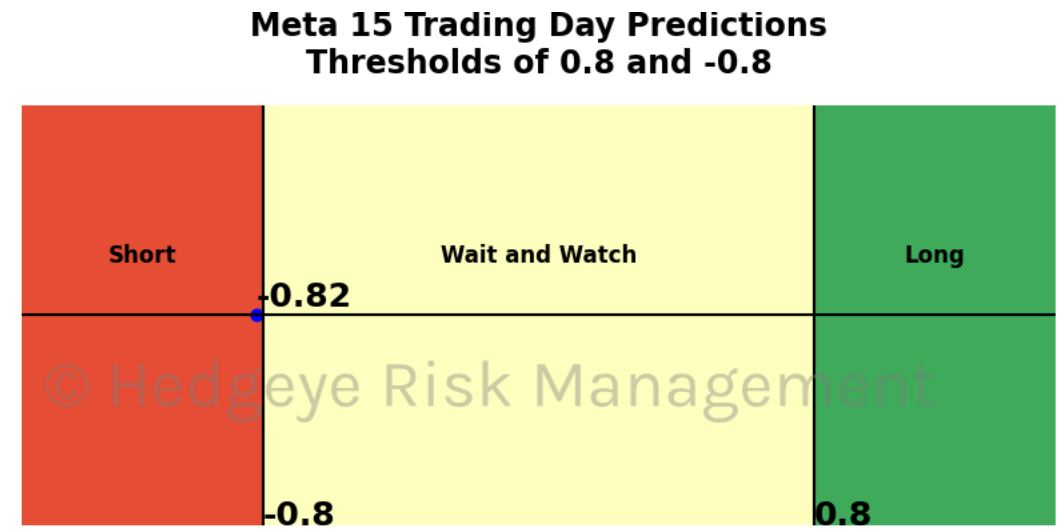 Meta 15 Trading Day Predictions
Thresholds of 0.8 and -0.8
Short
Wait and Watch
Long
-0.82
© Hedgeye Risk Management
-0.8
0.8